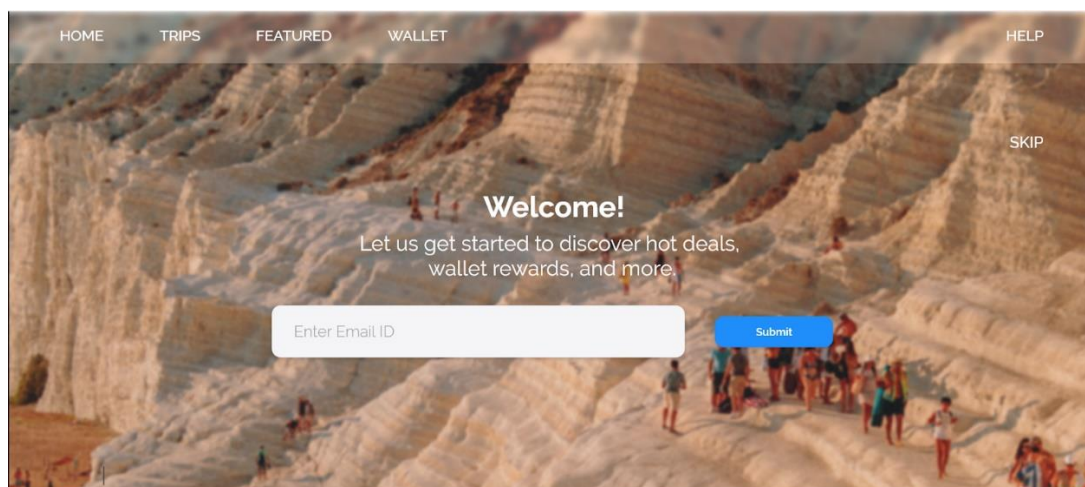 HOME TRIPS FEATURED WALLET HELP
SKIP
Welcome!
Let us get started to discover hot deals,
wallet rewards, and more.
Enter Email ID Submit